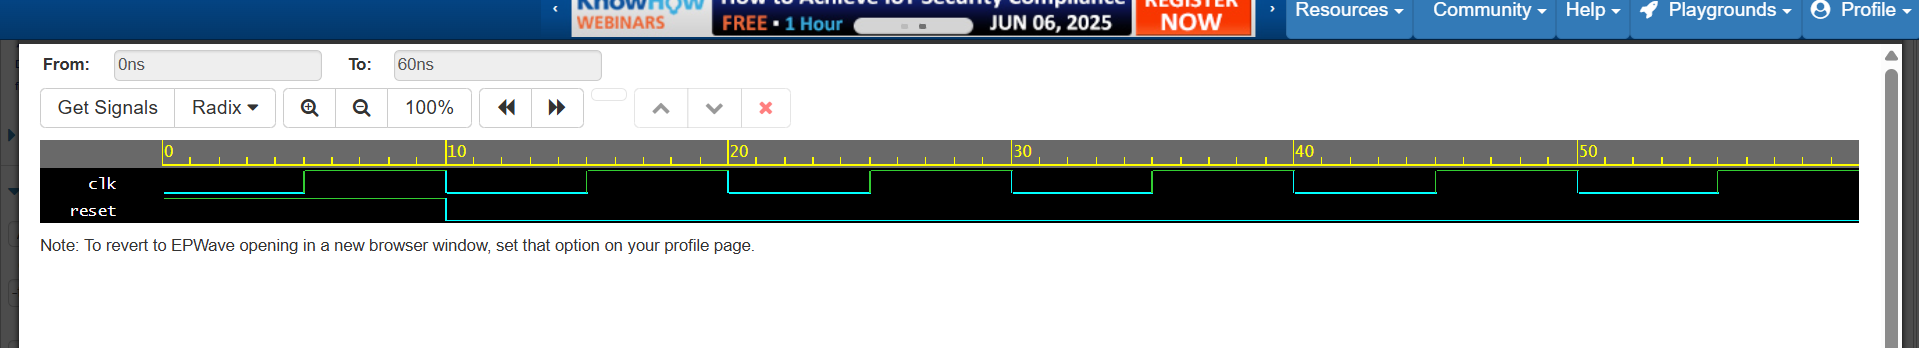 ‹ KnowHow How to Achieve IoT Security Compliance REGISTER › Resources Community Help Playgrounds Profile
WEBINARS FREE • 1 Hour JUN 06, 2025 NOW
From: 0ns To: 60ns
Get Signals Radix 100%
0 10 20 30 40 50
clk
reset
Note: To revert to EPWave opening in a new browser window, set that option on your profile page.